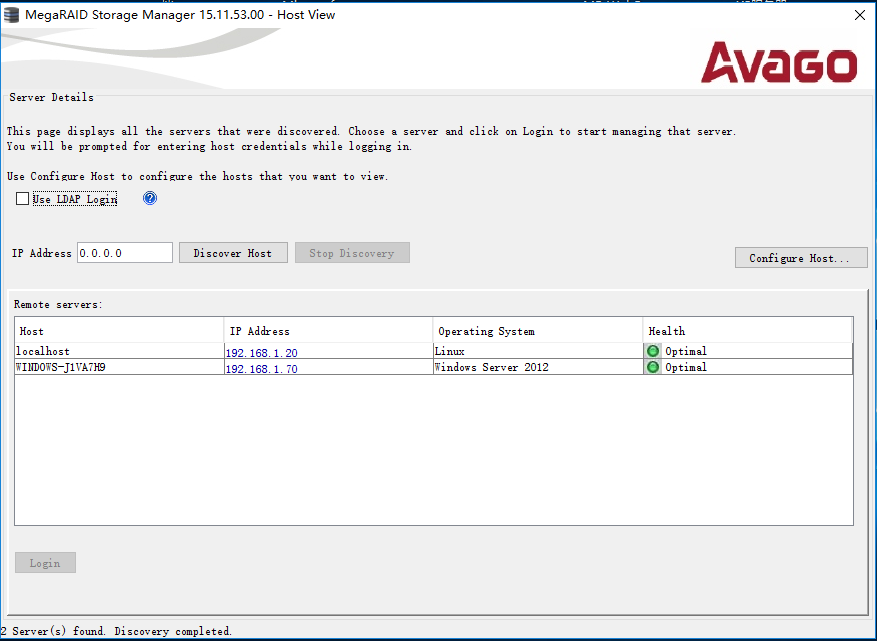 MegaRAID Storage Manager 15.11.53.00 - Host View
AVAGO
Server Details
This page displays all the servers that were discovered. Choose a server and click on Login to start managing that server.
You will be prompted for entering host credentials while logging in.
Use Configure Host to configure the hosts that you want to view.
Use LDAP Login
IP Address 0.0.0.0 Discover Host Stop Discovery
Configure Host...
Remote servers:
Host IP Address Operating System Health
localhost 192.168.1.20 Linux Optimal
WINDOWS-J1VA7H9 192.168.1.70 Windows Server 2012 Optimal
Login
2 Server(s) found. Discovery completed.